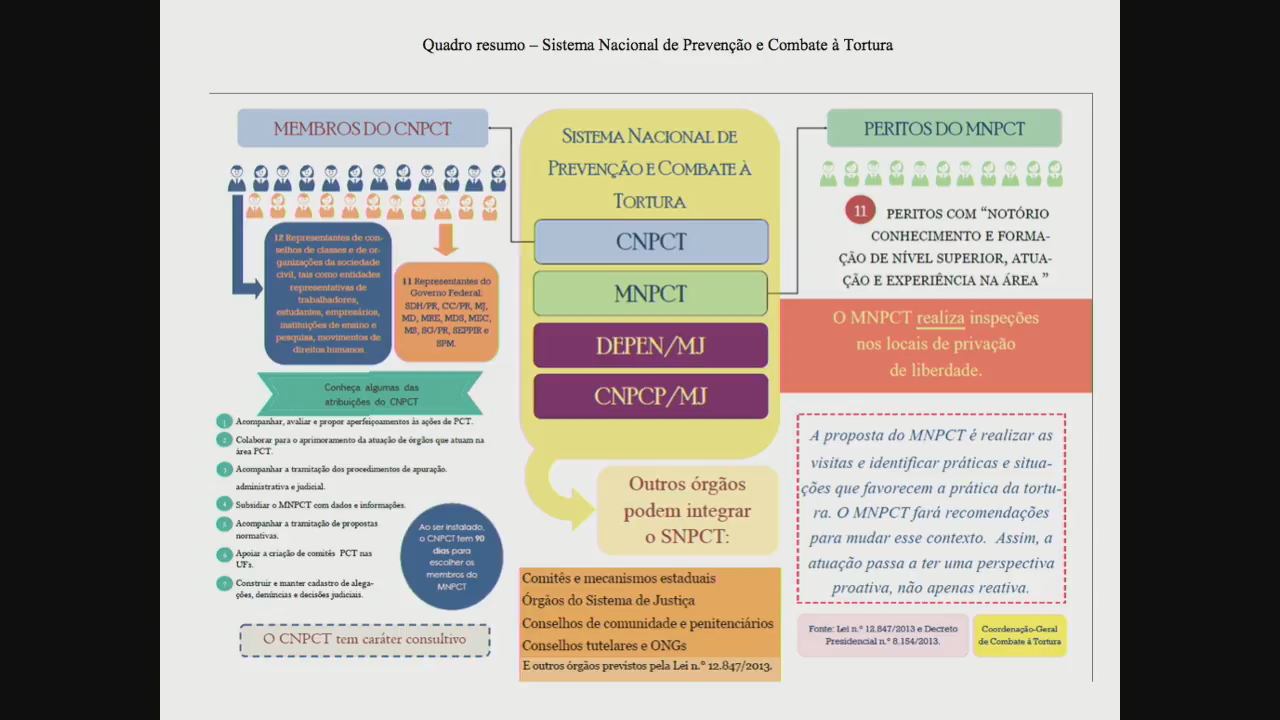 Quadro resumo – Sistema Nacional de Prevenção e Combate à Tortura
MEMBROS DO CNPCT
12 Representantes de con-
selhos de classes e de or-
ganizações da sociedade
civil, tais como entidades
representativas de
trabalhadores,
estudantes, empresários,
instituições de ensino e
pesquisa, movimentos de
direitos humanos.
11 Representantes do
Governo Federal:
SDH/PR, CC/PR, MJ,
MD, MRE, MDS, MEC,
MS, SG/PR, SEPPIR e
SPM.
Conheça algumas das
atribuições do CNPCT
1 Acompanhar, avaliar e propor aperfeiçoamentos às ações de PCT.
2 Colaborar para o aprimoramento da atuação de órgãos que atuam na
área PCT.
3 Acompanhar a tramitação dos procedimentos de apuração.
administrativa e judicial.
4 Subsidiar o MNPCT com dados e informações.
5 Acompanhar a tramitação de propostas
normativas.
6 Apoiar a criação de comitês PCT nas
UFs.
7 Construir e manter cadastro de alega-
ções, denúncias e decisões judiciais.
Ao ser instalado,
o CNPCT tem 90
dias para
escolher os
membros do
MNPCT
O CNPCT tem caráter consultivo
SISTEMA NACIONAL DE
PREVENÇÃO E COMBATE À
TORTURA
CNPCT
MNPCT
DEPEN/MJ
CNPCP/MJ
Outros órgãos
podem integrar
o SNPCT:
Comitês e mecanismos estaduais
Órgãos do Sistema de Justiça
Conselhos de comunidade e penitenciários
Conselhos tutelares e ONGs
E outros órgãos previstos pela Lei n.º 12.847/2013.
PERITOS DO MNPCT
11 PERITOS COM “NOTÓRIO
CONHECIMENTO E FORMA-
ÇÃO DE NÍVEL SUPERIOR, ATUA-
ÇÃO E EXPERIÊNCIA NA ÁREA ”
O MNPCT realiza inspeções
nos locais de privação
de liberdade.
A proposta do MNPCT é realizar as
visitas e identificar práticas e situa-
ções que favorecem a prática da tortu-
ra. O MNPCT fará recomendações
para mudar esse contexto. Assim, a
atuação passa a ter uma perspectiva
proativa, não apenas reativa.
Fonte: Lei n.º 12.847/2013 e Decreto
Presidencial n.º 8.154/2013.
Coordenação-Geral
de Combate à Tortura